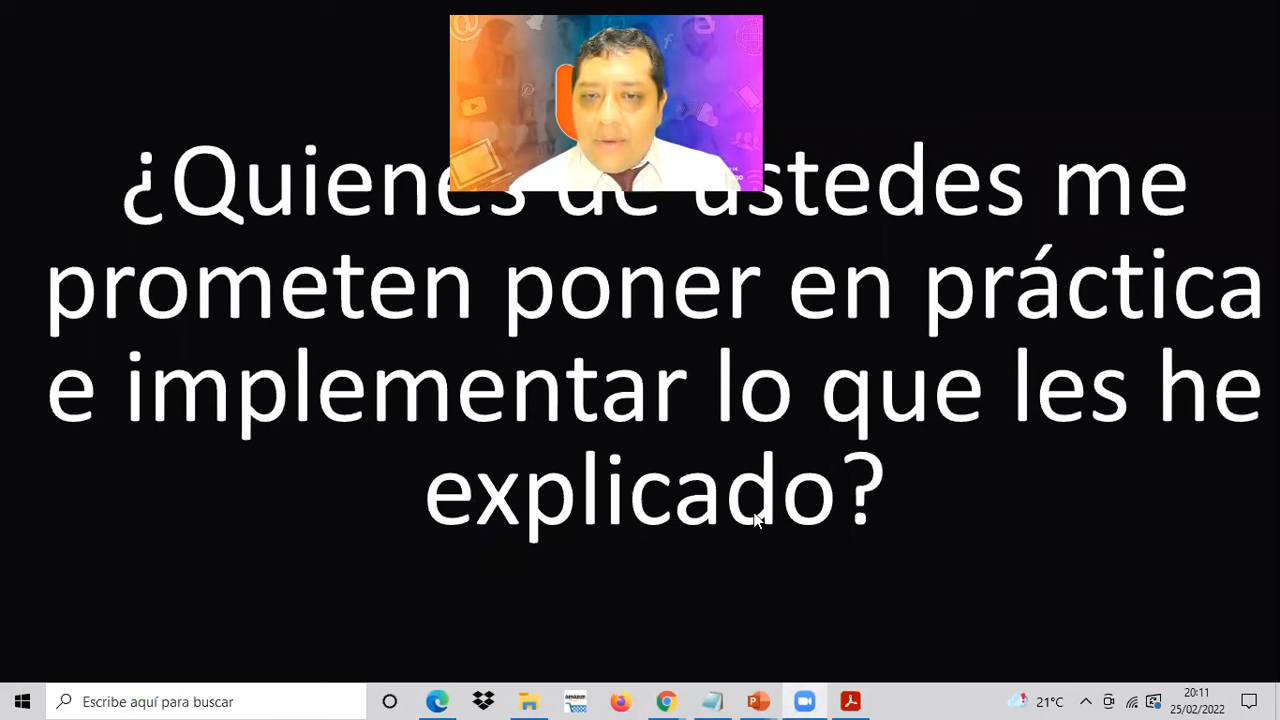 ¿Quienes de ustedes me
prometen poner en práctica
e implementar lo que les he
explicado?
Escribe aquí para buscar
21°C
20:11
25/02/2022